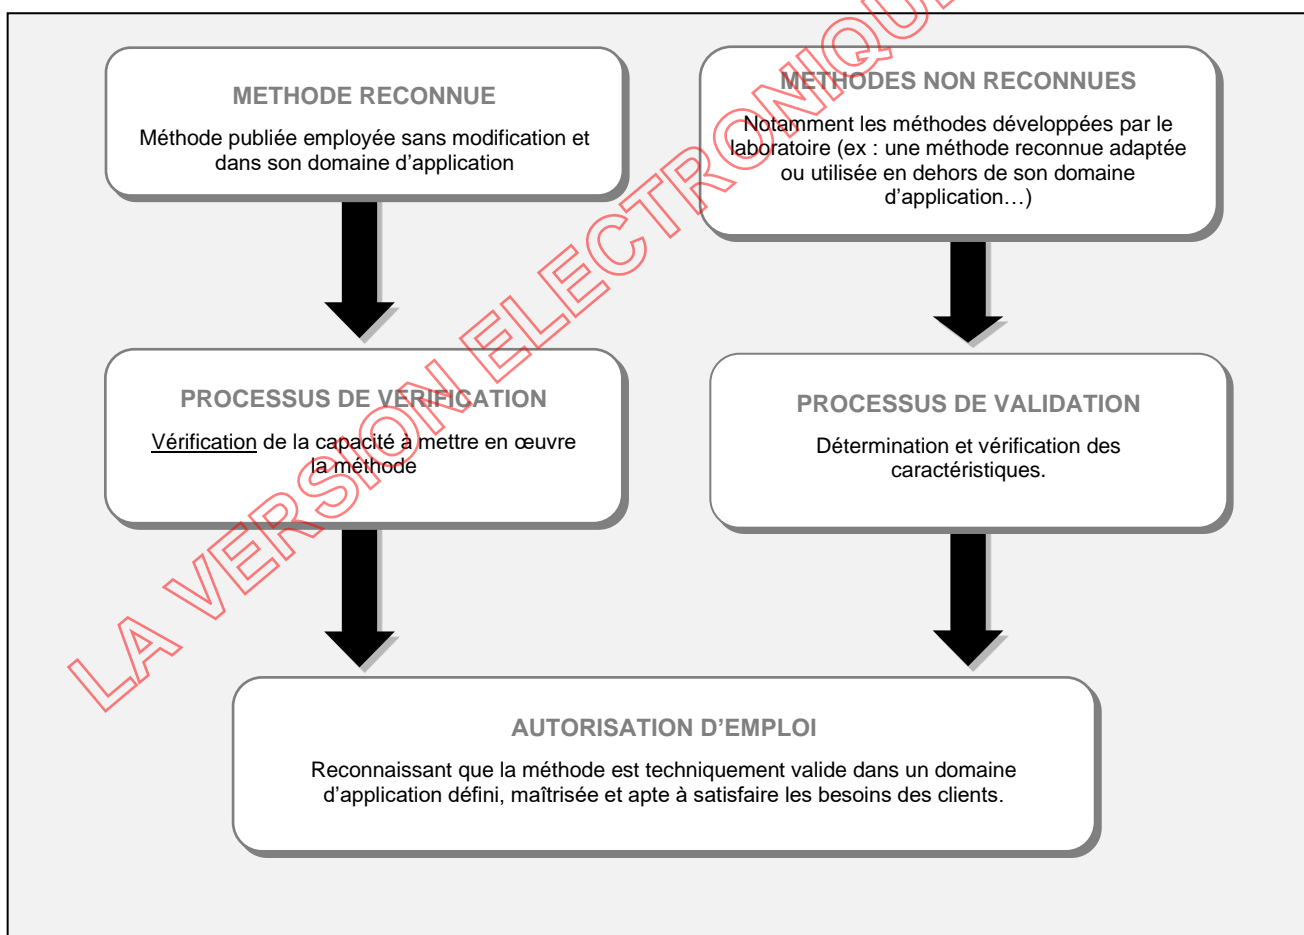 METHODE RECONNUE
Méthode publiée employée sans modification et
dans son domaine d'application
METHODES NON RECONNUES
Notamment les méthodes développées par le
laboratoire (ex : une méthode reconnue adaptée
ou utilisée en dehors de son domaine
d'application…)
PROCESSUS DE VERIFICATION
Vérification de la capacité à mettre en œuvre
la méthode
PROCESSUS DE VALIDATION
Détermination et vérification des
caractéristiques.
AUTORISATION D'EMPLOI
Reconnaissant que la méthode est techniquement valide dans un domaine
d'application défini, maîtrisée et apte à satisfaire les besoins des clients.
LA VERSION ELECTRONIQU